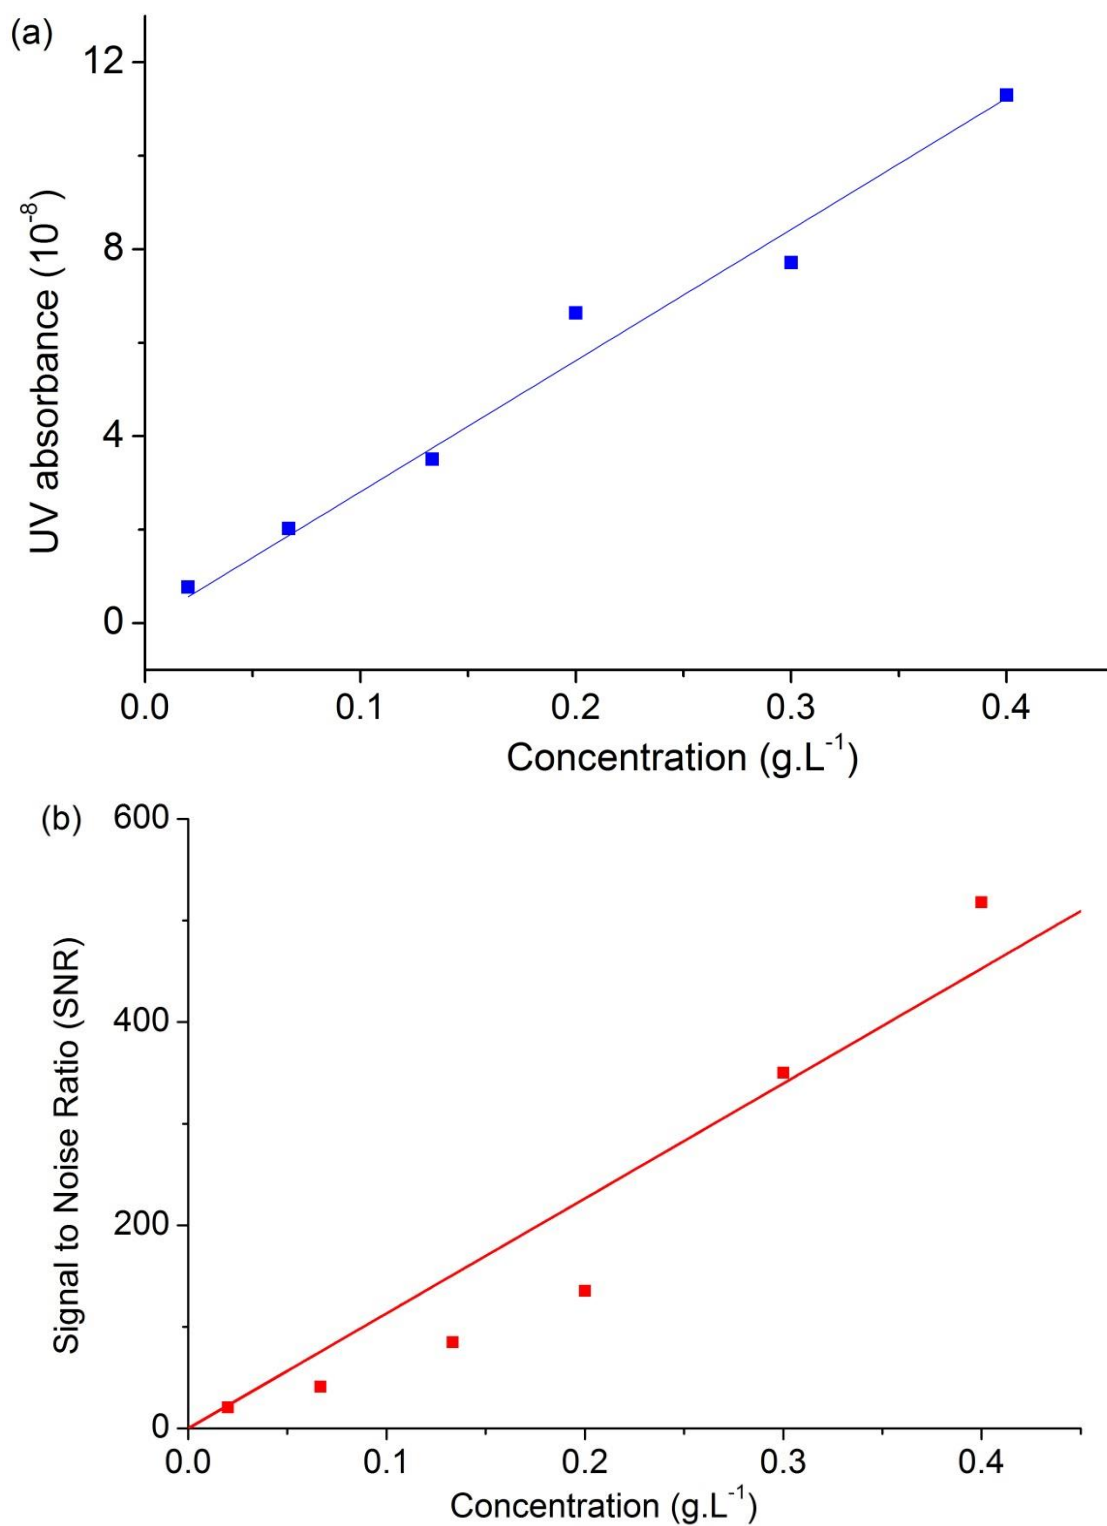 (a)
12
8
4
0
UV absorbance (10⁻⁸)
0.0 0.1 0.2 0.3 0.4
Concentration (g.L⁻¹)
(b)
600
400
200
0
Signal to Noise Ratio (SNR)
0.0 0.1 0.2 0.3 0.4
Concentration (g.L⁻¹)